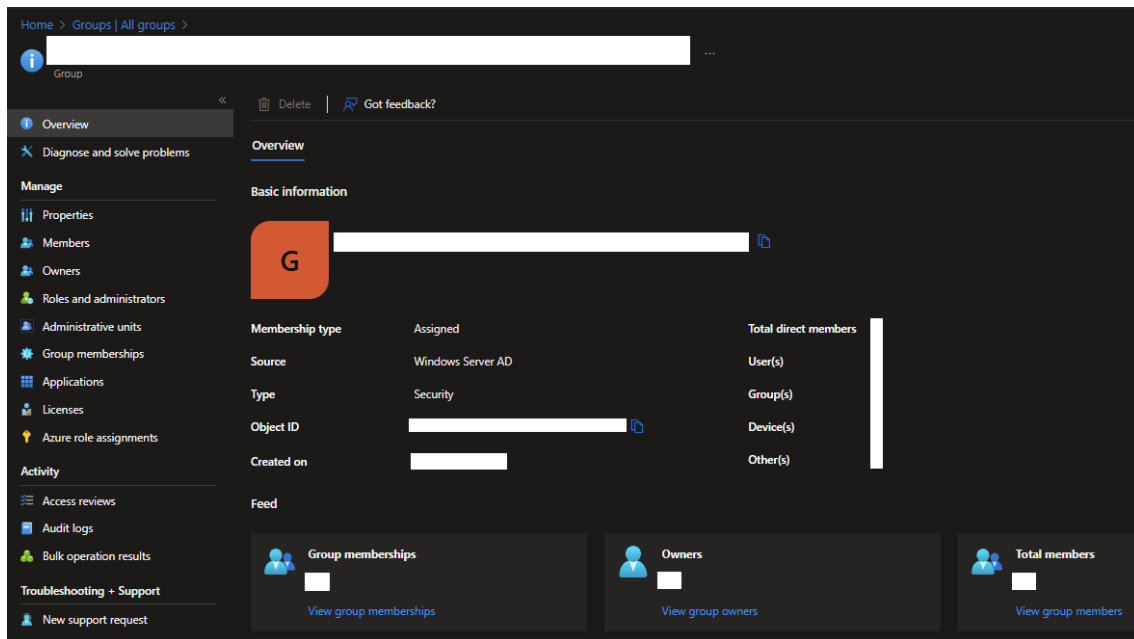 Home > Groups | All groups >
...
Group
«
Delete
Got feedback?
Overview
Diagnose and solve problems
Manage
Properties
Members
Owners
Roles and administrators
Administrative units
Group memberships
Applications
Licenses
Azure role assignments
Activity
Access reviews
Audit logs
Bulk operation results
Troubleshooting + Support
New support request
Overview
Basic information
G
Membership type Assigned
Source Windows Server AD
Type Security
Object ID
Created on
Total direct members
User(s)
Group(s)
Device(s)
Other(s)
Feed
Group memberships
View group memberships
Owners
View group owners
Total members
View group members